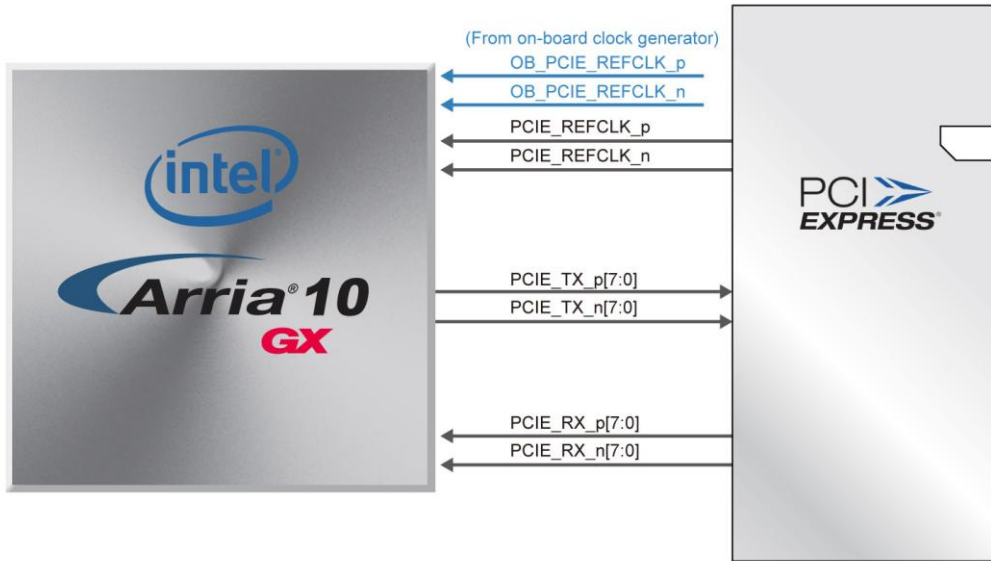 (From on-board clock generator)
OB_PCIE_REFCLK_p
OB_PCIE_REFCLK_n
PCIE_REFCLK_p
PCIE_REFCLK_n
intel®
Arria® 10
GX
PCI
EXPRESS®
PCIE_TX_p[7:0]
PCIE_TX_n[7:0]
PCIE_RX_p[7:0]
PCIE_RX_n[7:0]